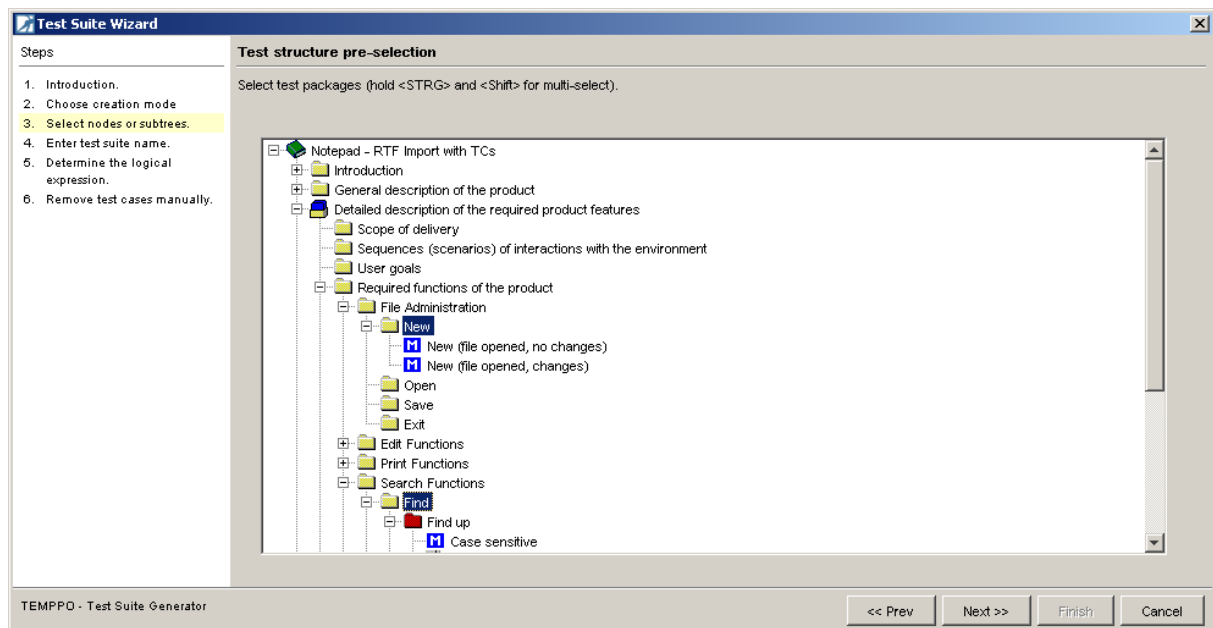 Test Suite Wizard
Steps
1. Introduction.
2. Choose creation mode
3. Select nodes or subtrees.
4. Enter test suite name.
5. Determine the logical
expression.
6. Remove test cases manually.
Test structure pre-selection
Select test packages (hold <STRG> and <Shift> for multi-select).
Notepad - RTF Import with TCs
Introduction
General description of the product
Detailed description of the required product features
Scope of delivery
Sequences (scenarios) of interactions with the environment
User goals
Required functions of the product
File Administration
New
M New (file opened, no changes)
M New (file opened, changes)
Open
Save
Exit
Edit Functions
Print Functions
Search Functions
Find
Find up
M Case sensitive
TEMPPO - Test Suite Generator
<< Prev
Next >>
Finish
Cancel